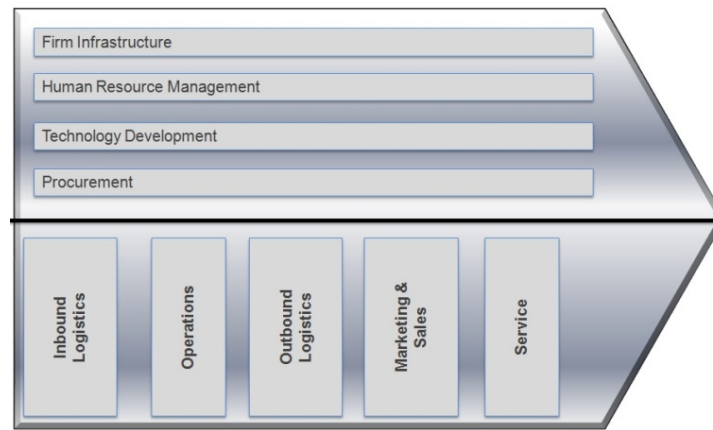 Firm Infrastructure
Human Resource Management
Technology Development
Procurement
Inbound
Logistics
Operations
Outbound
Logistics
Marketing &
Sales
Service